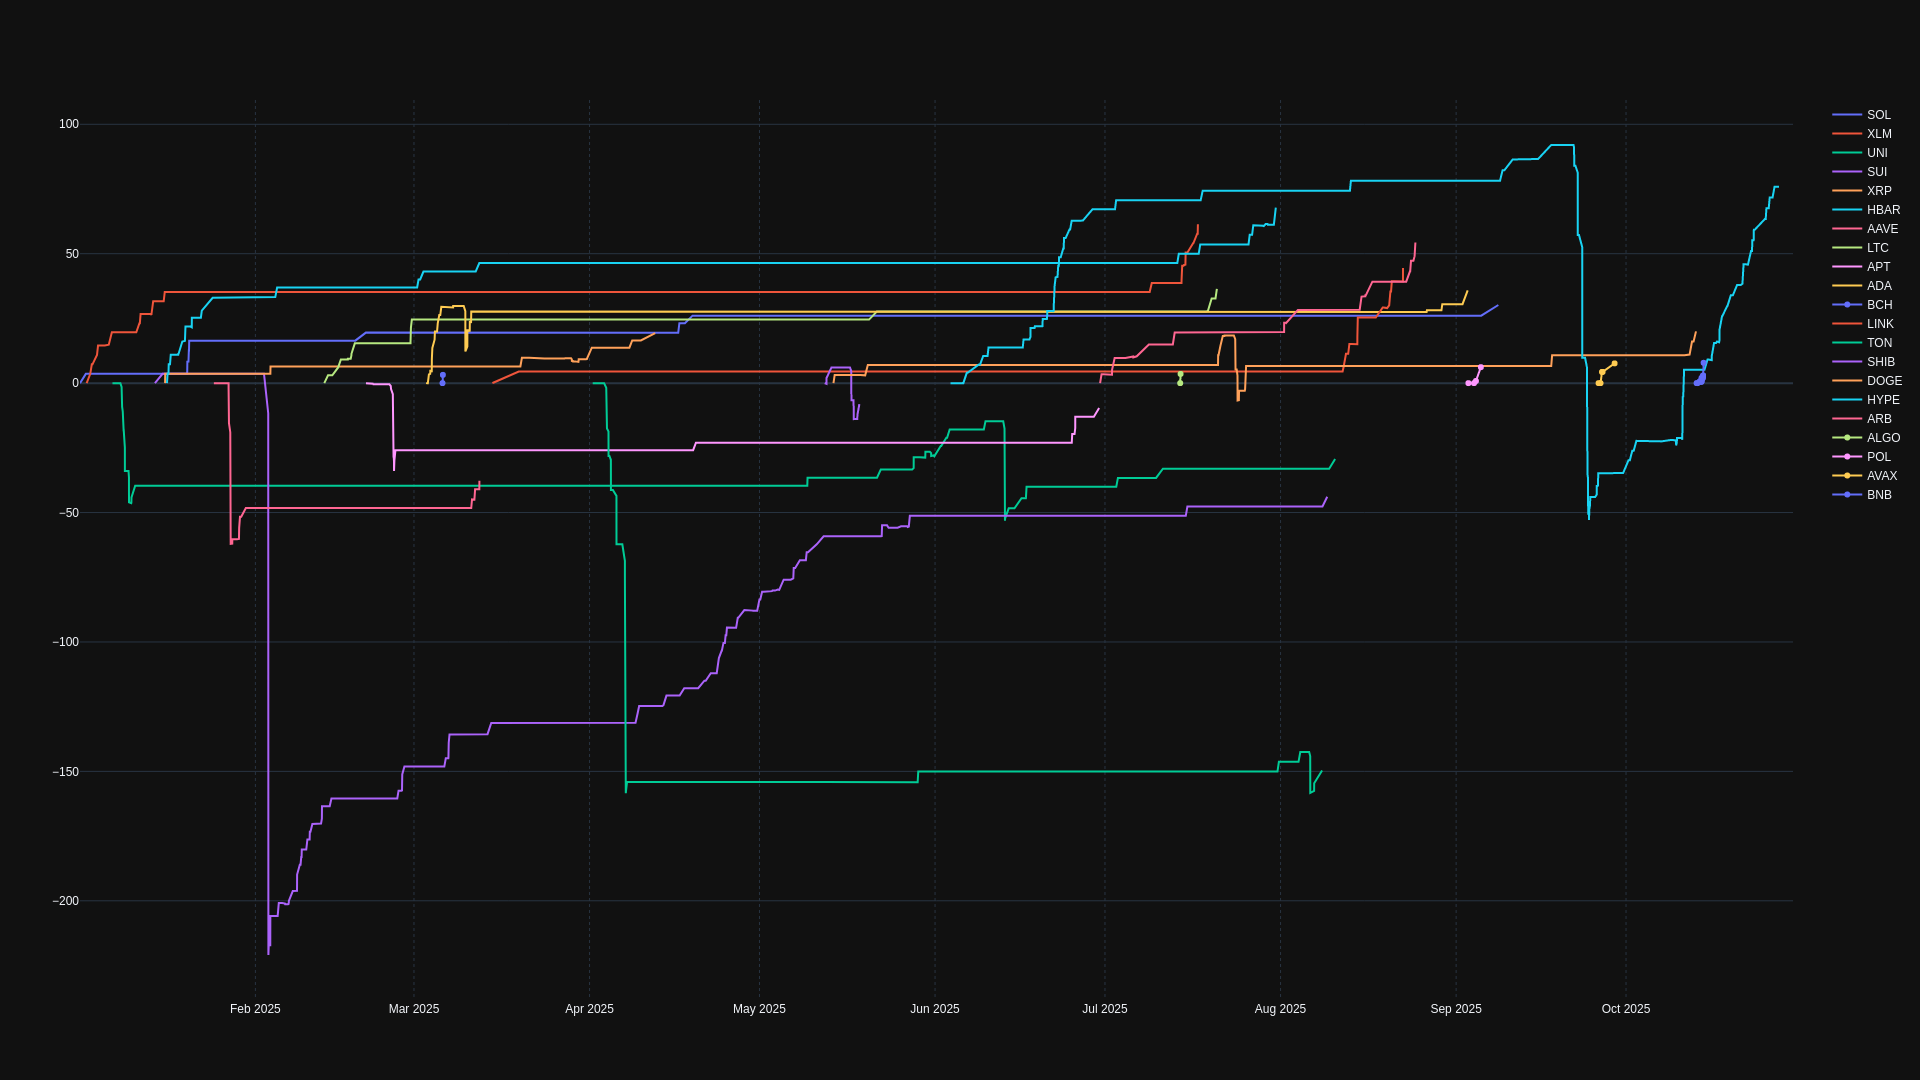 100
50
0
−50
−100
−150
−200
Feb 2025
Mar 2025
Apr 2025
May 2025
Jun 2025
Jul 2025
Aug 2025
Sep 2025
Oct 2025
SOL
XLM
UNI
SUI
XRP
HBAR
AAVE
LTC
APT
ADA
BCH
LINK
TON
SHIB
DOGE
HYPE
ARB
ALGO
POL
AVAX
BNB